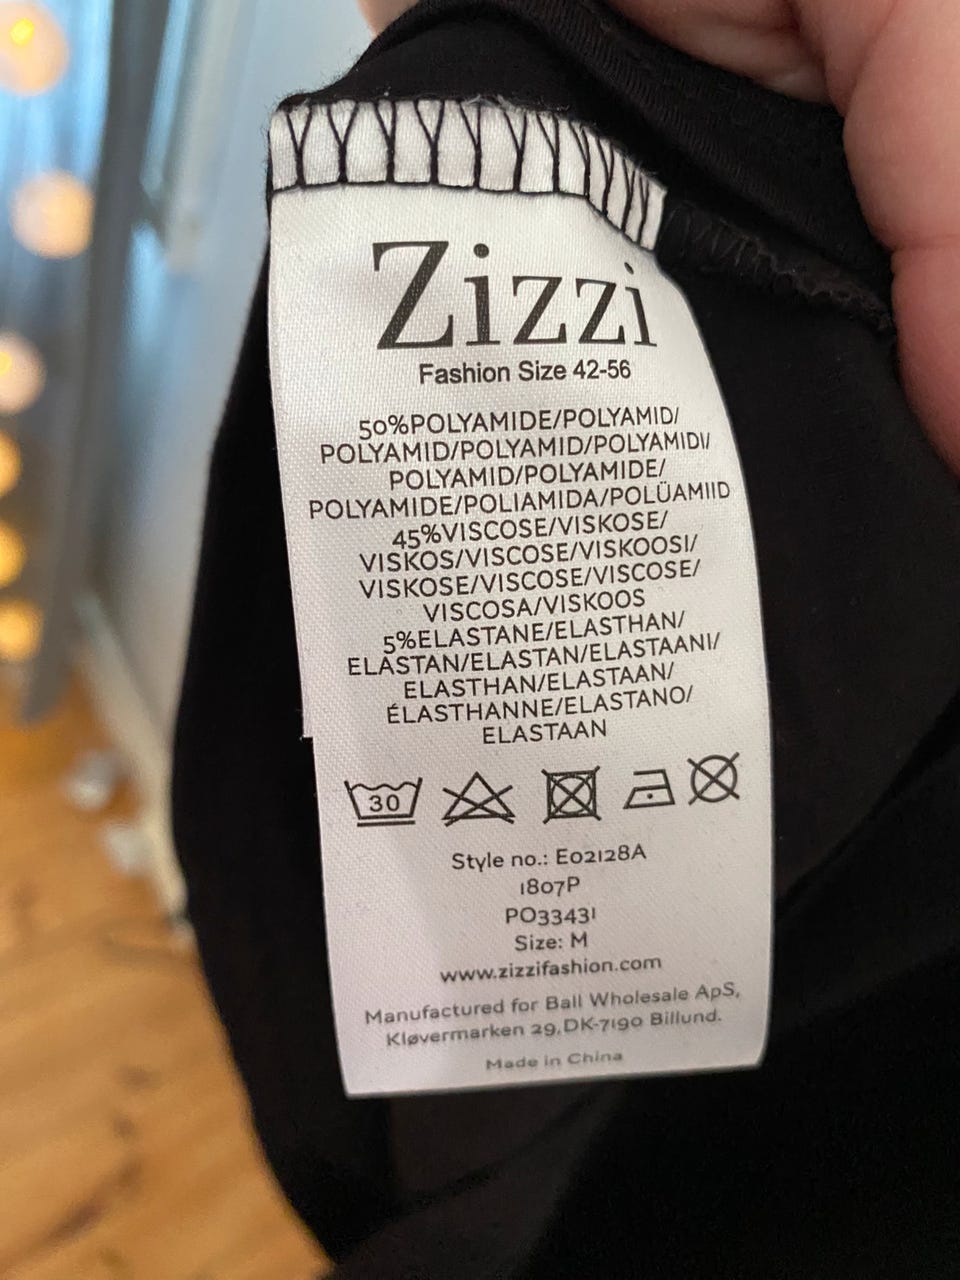 Zizzi
Fashion Size 42-56
50%POLYAMIDE/POLYAMID/
POLYAMID/POLYAMID/POLYAMIDI/
POLYAMID/POLYAMIDE/
POLYAMIDE/POLIAMIDA/POLÜAMIID
45%VISCOSE/VISKOSE/
VISKOS/VISCOSE/VISKOOSI/
VISKOSE/VISCOSE/VISCOSE/
VISCOSA/VISKOOS
5%ELASTANE/ELASTHAN/
ELASTAN/ELASTAN/ELASTAANI/
ELASTHAN/ELASTAAN/
ÉLASTHANNE/ELASTANO/
ELASTAAN
30
Style no.: E02128A
1807P
PO33431
Size: M
www.zizzifashion.com
Manufactured for Ball Wholesale ApS,
Kløvermarken 29, DK-7190 Billund.
Made in China